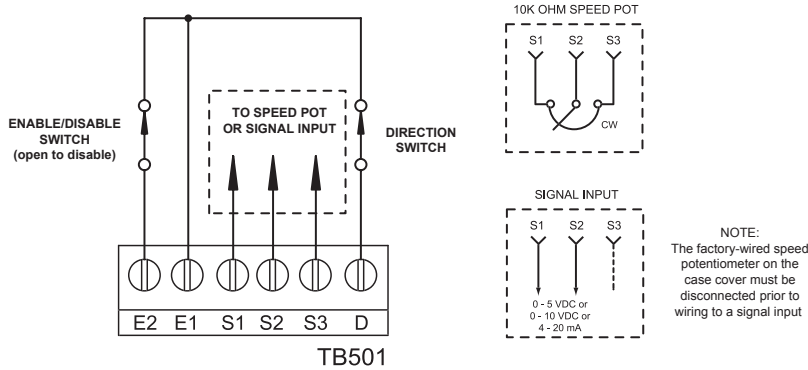 10K OHM SPEED POT
S1 S2 S3
CW
ENABLE/DISABLE
SWITCH
(open to disable)
TO SPEED POT
OR SIGNAL INPUT
DIRECTION
SWITCH
SIGNAL INPUT
S1 S2 S3
0 - 5 VDC or
0 - 10 VDC or
4 - 20 mA
NOTE:
The factory-wired speed
potentiometer on the
case cover must be
disconnected prior to
wiring to a signal input
E2 E1 S1 S2 S3 D
TB501